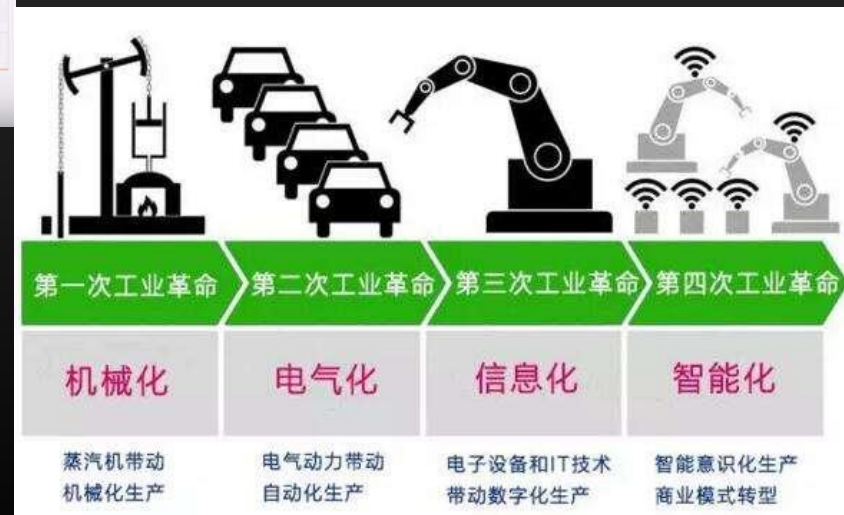 第一次工业革命
第二次工业革命
第三次工业革命
第四次工业革命
机械化
电气化
信息化
智能化
蒸汽机带动
机械化生产
电气动力带动
自动化生产
电子设备和IT技术
带动数字化生产
智能意识化生产
商业模式转型